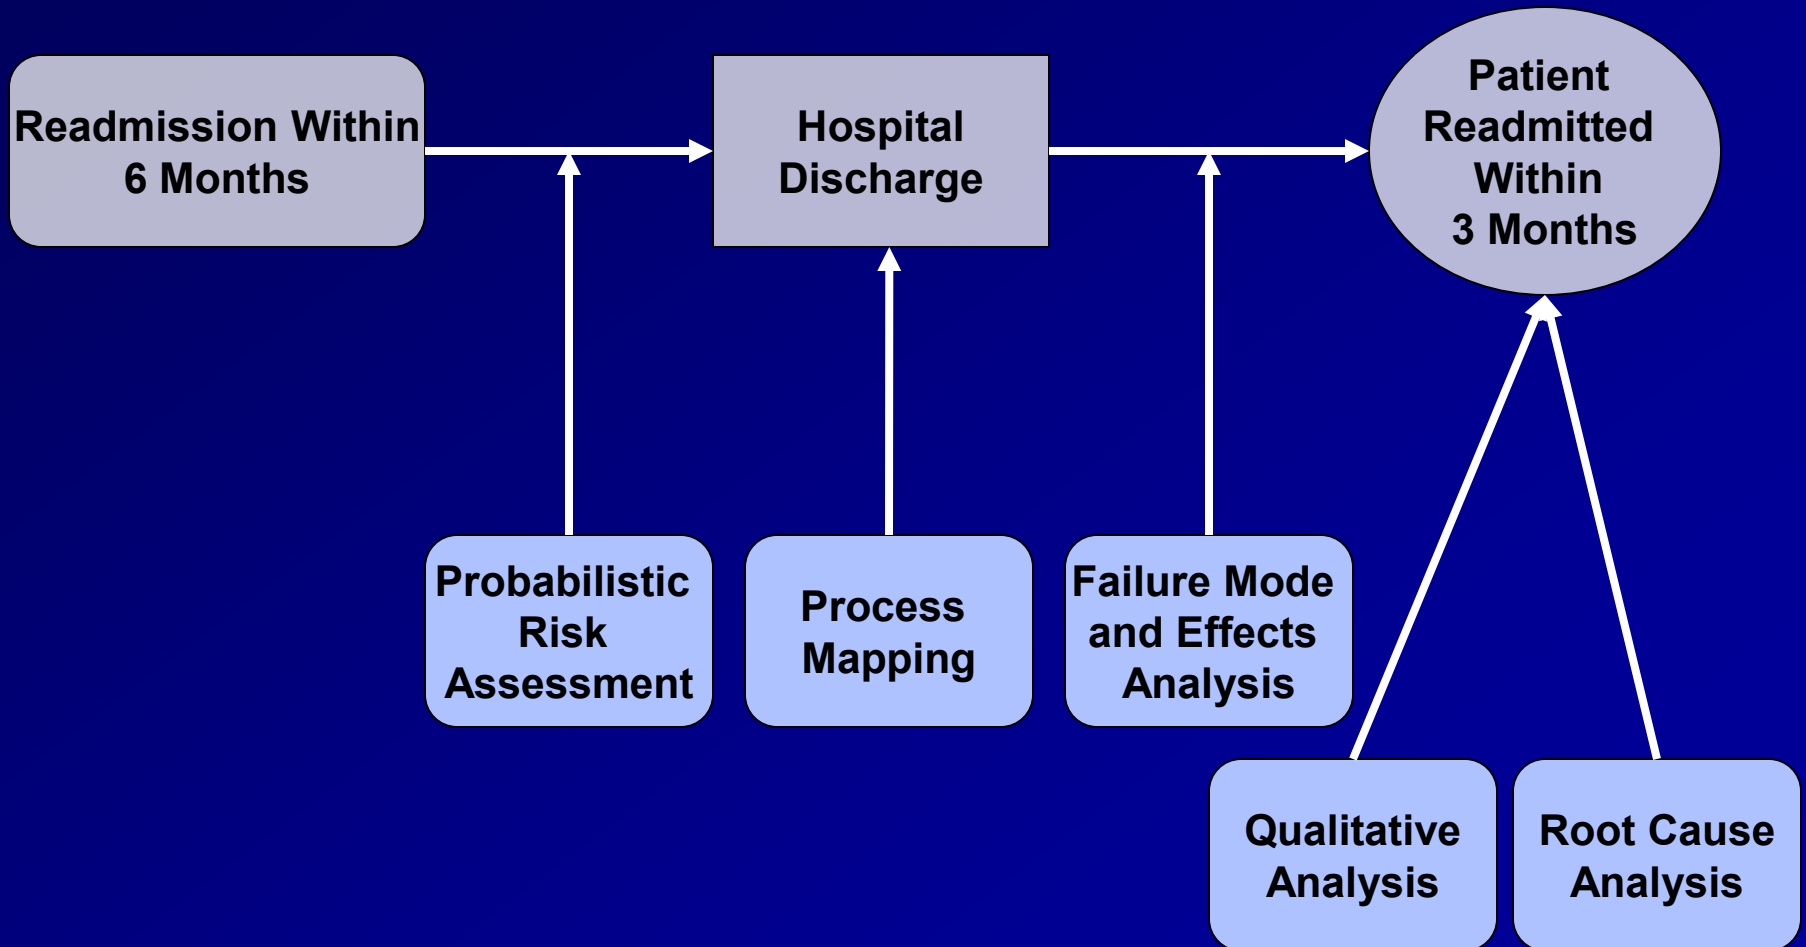 Readmission Within
6 Months
Hospital
Discharge
Patient
Readmitted
Within
3 Months
Probabilistic
Risk
Assessment
Process
Mapping
Failure Mode
and Effects
Analysis
Qualitative
Analysis
Root Cause
Analysis